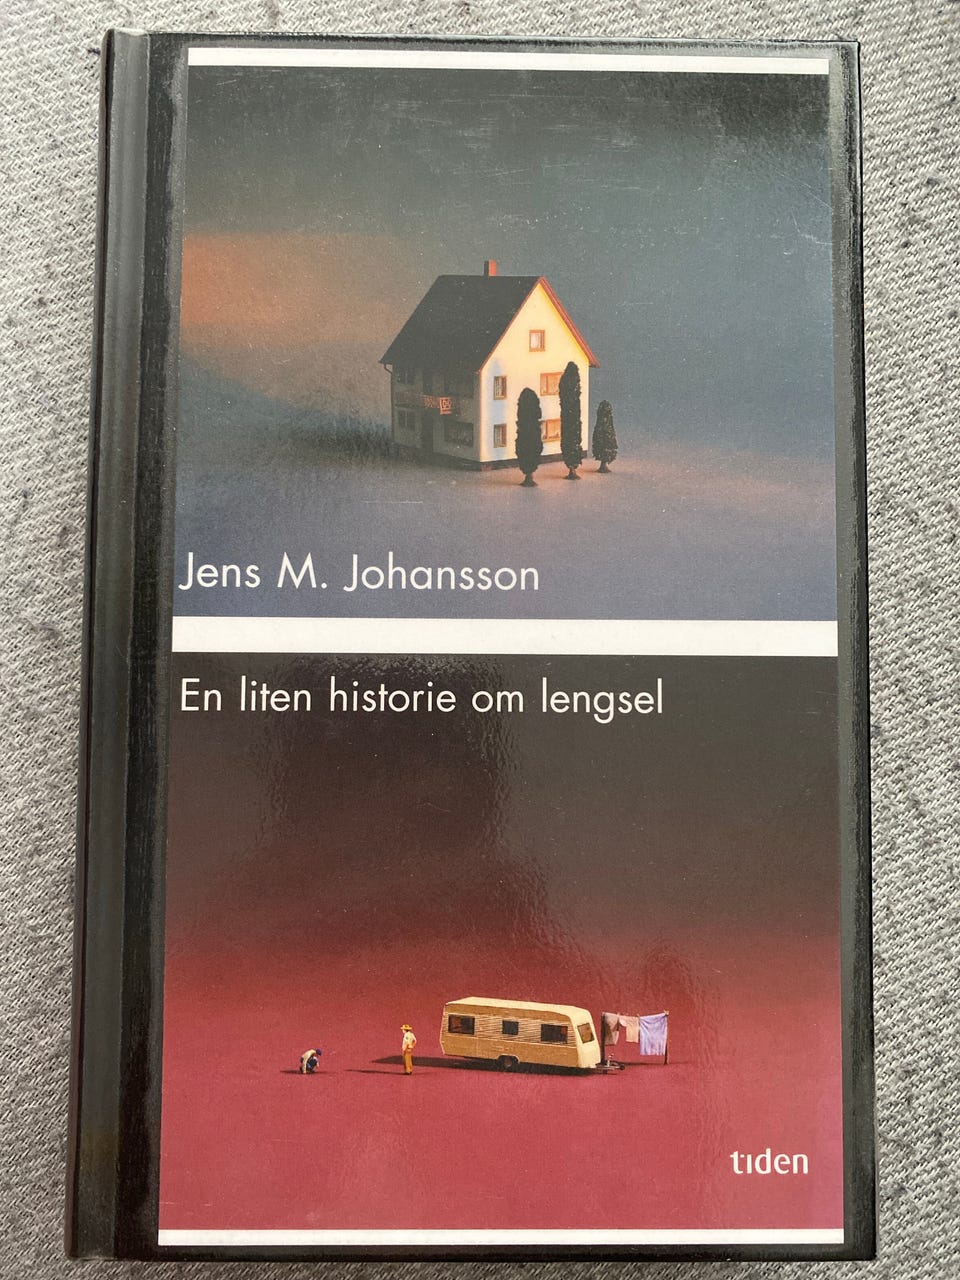 Jens M. Johansson
En liten historie om lengsel
tiden